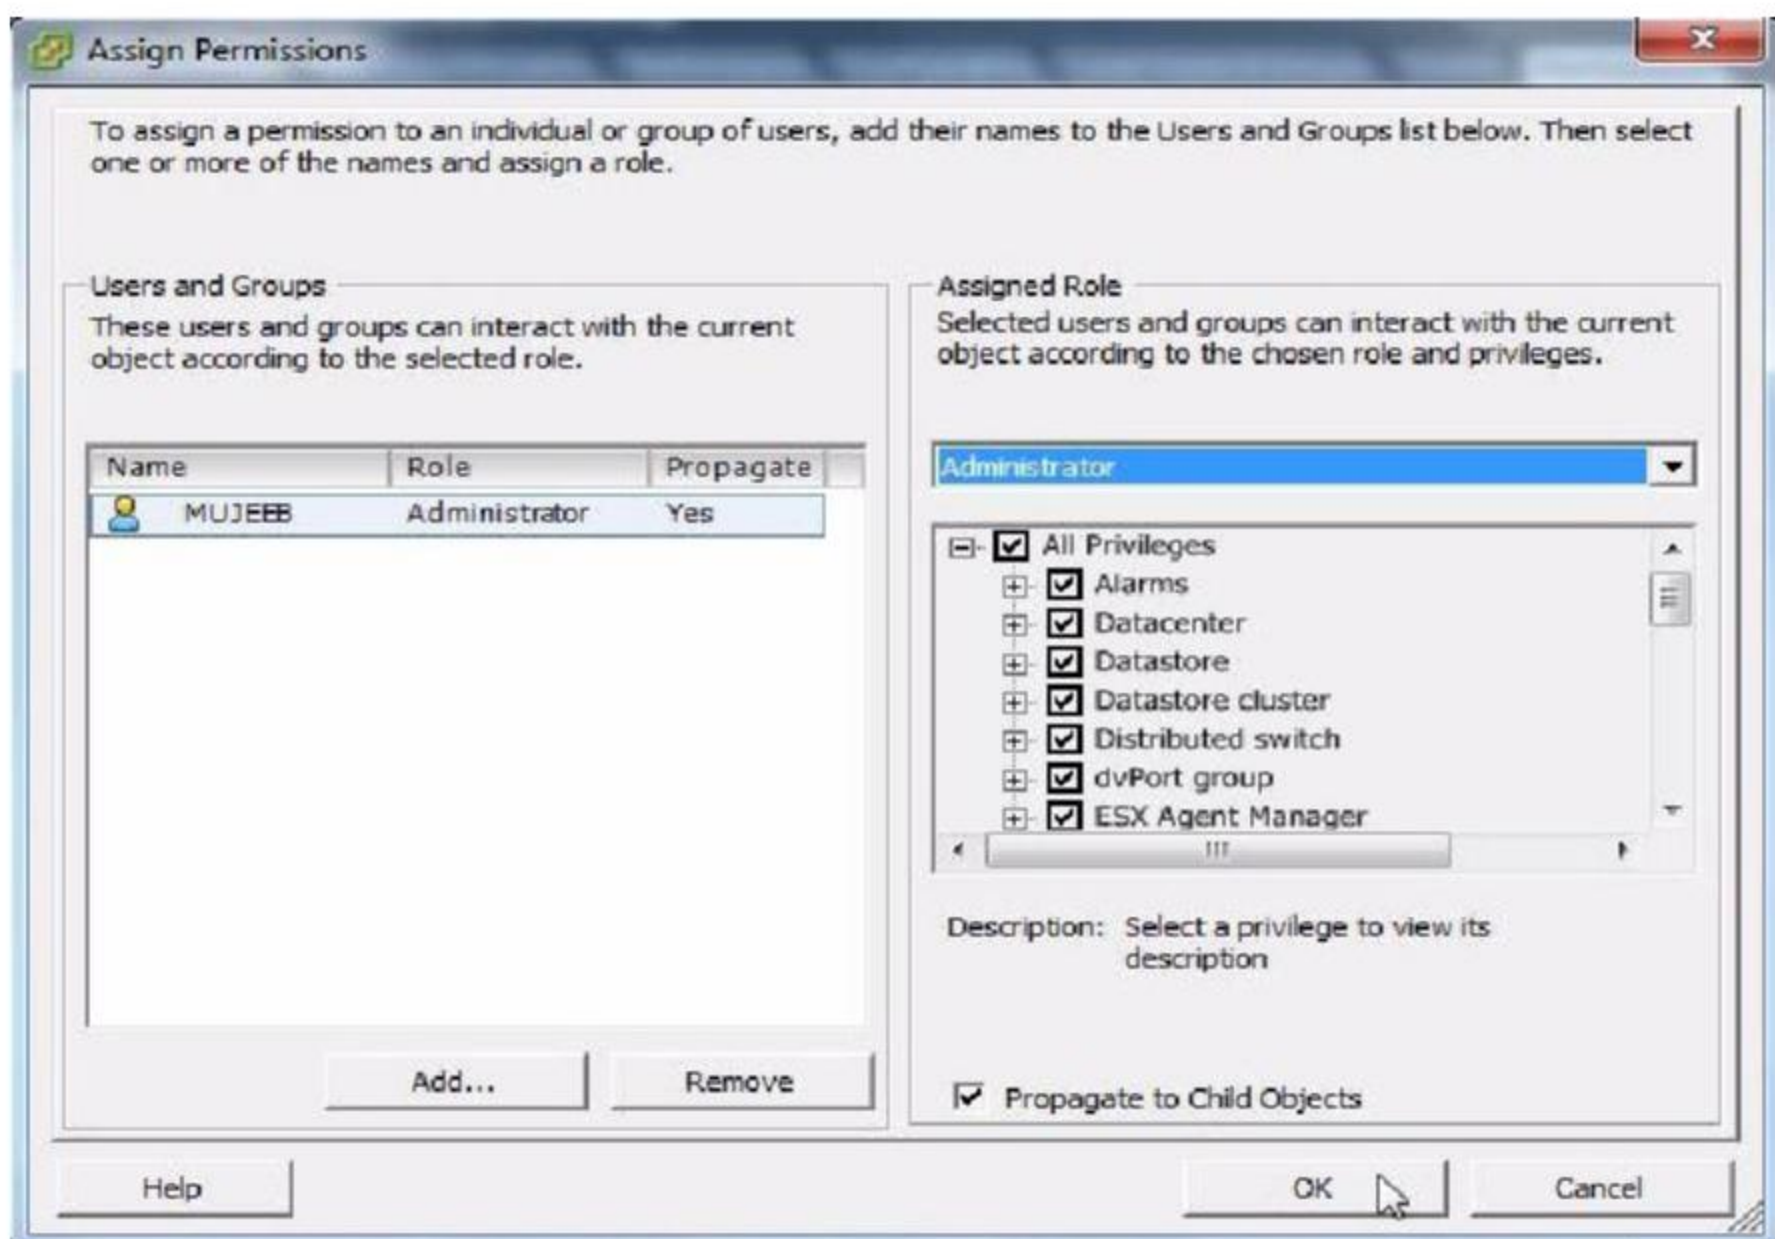 Assign Permissions
To assign a permission to an individual or group of users, add their names to the Users and Groups list below. Then select
one or more of the names and assign a role.
Users and Groups
These users and groups can interact with the current
object according to the selected role.
Name Role Propagate
MUJEEB Administrator Yes
Add...
Remove
Assigned Role
Selected users and groups can interact with the current
object according to the chosen role and privileges.
Administrator
All Privileges
Alarms
Datacenter
Datastore
Datastore cluster
Distributed switch
dvPort group
ESX Agent Manager
Description: Select a privilege to view its
description
Propagate to Child Objects
Help
OK
Cancel